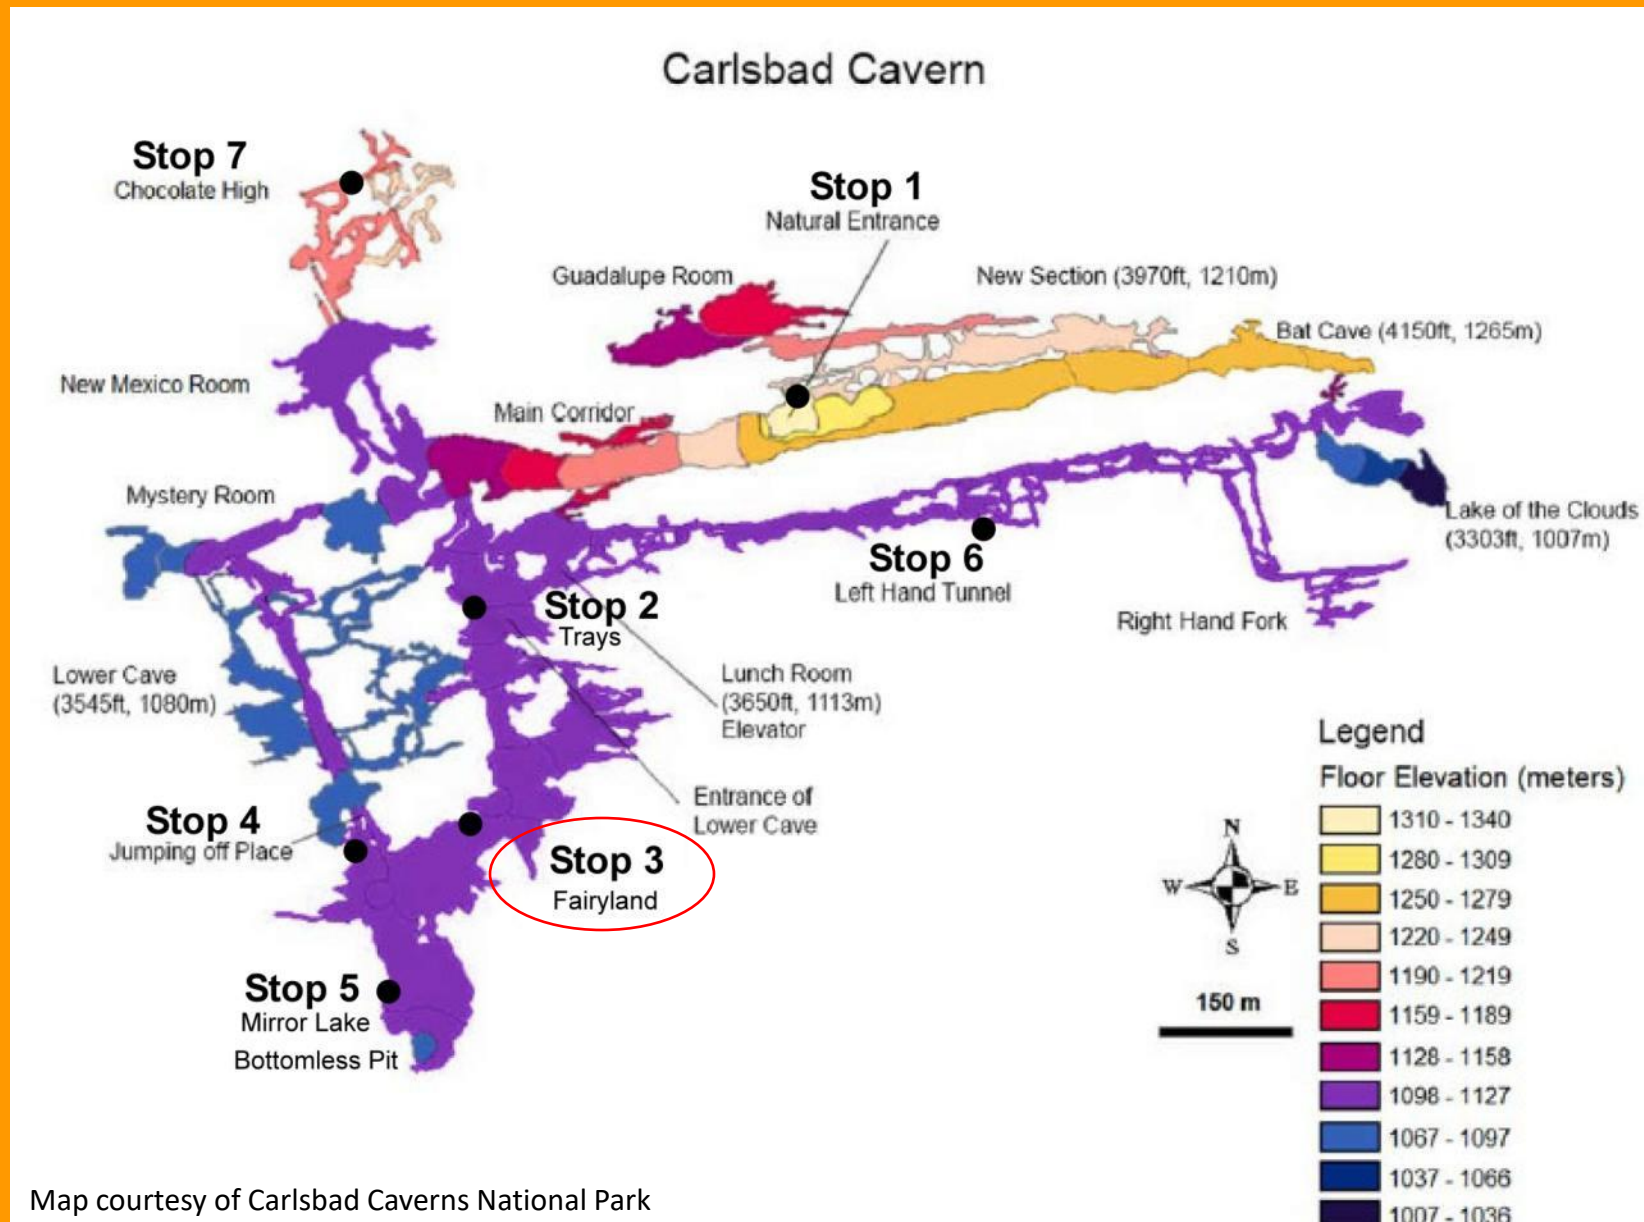 Carlsbad Cavern
Stop 7
Chocolate High
Stop 1
Natural Entrance
Guadalupe Room
New Section (3970ft, 1210m)
Bat Cave (4150ft, 1265m)
New Mexico Room
Main Corridor
Mystery Room
Lake of the Clouds
(3303ft, 1007m)
Stop 6
Left Hand Tunnel
Stop 2
Trays
Right Hand Fork
Lower Cave
(3545ft, 1080m)
Lunch Room
(3650ft, 1113m)
Elevator
Entrance of
Lower Cave
Stop 4
Jumping off Place
Stop 3
Fairyland
Stop 5
Mirror Lake
Bottomless Pit
N
W
E
S
150 m
Legend
Floor Elevation (meters)
1310 - 1340
1280 - 1309
1250 - 1279
1220 - 1249
1190 - 1219
1159 - 1189
1128 - 1158
1098 - 1127
1067 - 1097
1037 - 1066
1007 - 1036
Map courtesy of Carlsbad Caverns National Park